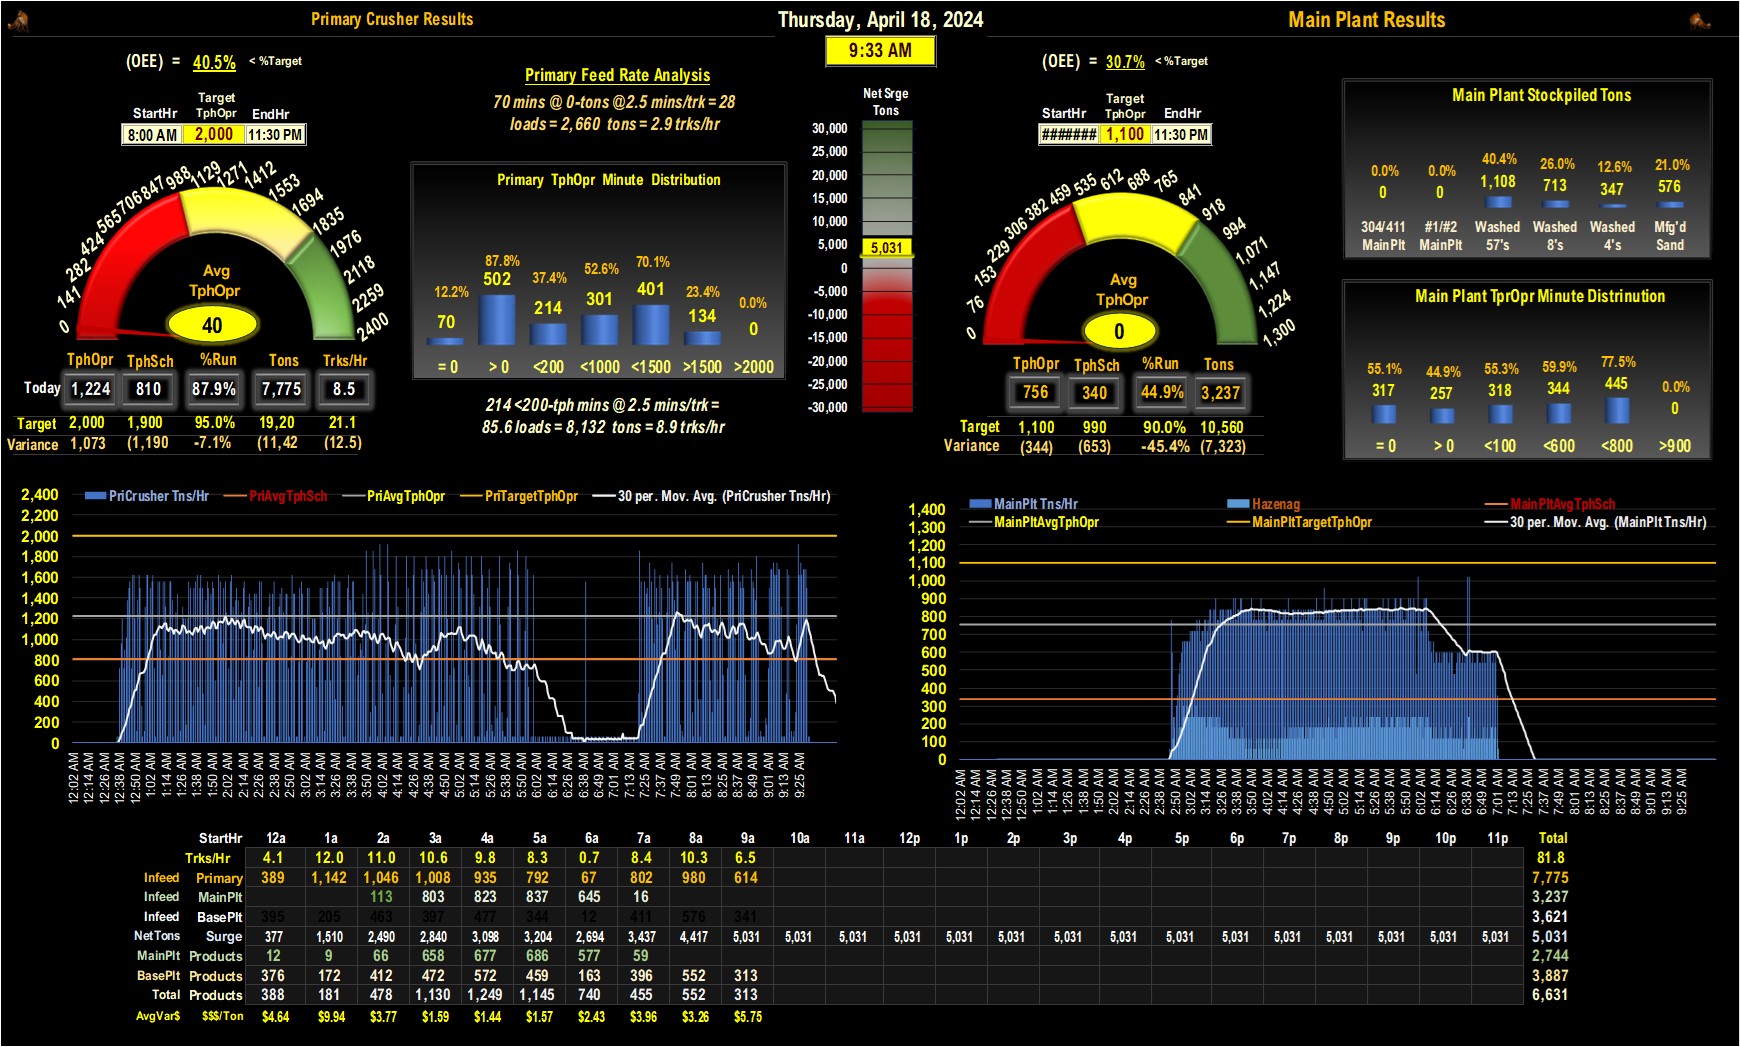 Primary Crusher Results
Thursday, April 18, 2024
Main Plant Results
9:33 AM
(OEE) = 40.5% < %Target
StartHr Target TphOpr EndHr
8:00 AM 2,000 11:30 PM
Primary Feed Rate Analysis
70 mins @ 0-tons @2.5 mins/trk = 28
loads = 2,660 tons = 2.9 trks/hr
0 141 282 424 565 706 847 988 1129 1271 1412 1553 1694 1835 1976 2118 2259 2400
Avg
TphOpr
40
TphOpr TphSch %Run Tons Trks/Hr
Today 1,224 810 87.9% 7,775 8.5
Target 2,000 1,900 95.0% 19,20 21.1
Variance 1,073 (1,190 -7.1% (11,42 (12.5)
Primary TphOpr Minute Distribution
12.2% 87.8% 37.4% 52.6% 70.1% 23.4% 0.0%
70 502 214 301 401 134 0
= 0 > 0 <200 <1000 <1500 >1500 >2000
214 <200-tph mins @ 2.5 mins/trk =
85.6 loads = 8,132 tons = 8.9 trks/hr
Net Srge
Tons
30,000
25,000
20,000
15,000
10,000
5,000
5,031
0
-5,000
-10,000
-15,000
-20,000
-25,000
-30,000
(OEE) = 30.7% < %Target
StartHr Target TphOpr EndHr
####### 1,100 11:30 PM
0 76 153 229 306 382 459 535 612 688 765 841 918 994 1,071 1,147 1,224 1,300
Avg
TphOpr
0
TphOpr TphSch %Run Tons
756 340 44.9% 3,237
Target 1,100 990 90.0% 10,560
Variance (344) (653) -45.4% (7,323)
Main Plant Stockpiled Tons
0.0% 0.0% 40.4% 26.0% 12.6% 21.0%
0 0 1,108 713 347 576
304/411 #1/#2 Washed Washed Washed Mfg'd
MainPlt MainPlt 57's 8's 4's Sand
Main Plant TprOpr Minute Distrinution
55.1% 44.9% 55.3% 59.9% 77.5% 0.0%
317 257 318 344 445 0
= 0 > 0 <100 <600 <800 >900
PriCrusher Tns/Hr PriAvgTphSch PriAvgTphOpr PriTargetTphOpr 30 per. Mov. Avg. (PriCrusher Tns/Hr)
2,400
2,200
2,000
1,800
1,600
1,400
1,200
1,000
800
600
400
200
0
12:02 AM 12:14 AM 12:26 AM 12:38 AM 12:50 AM 1:02 AM 1:14 AM 1:26 AM 1:38 AM 1:50 AM 2:02 AM 2:14 AM 2:26 AM 2:38 AM 2:50 AM 3:02 AM 3:14 AM 3:26 AM 3:38 AM 3:50 AM 4:02 AM 4:14 AM 4:26 AM 4:38 AM 4:50 AM 5:02 AM 5:14 AM 5:26 AM 5:38 AM 5:50 AM 6:02 AM 6:14 AM 6:26 AM 6:38 AM 6:49 AM 7:01 AM 7:13 AM 7:25 AM 7:37 AM 7:49 AM 8:01 AM 8:13 AM 8:25 AM 8:37 AM 8:49 AM 9:01 AM 9:13 AM 9:25 AM
MainPlt Tns/Hr Hazenag MainPltAvgTphSch
MainPltAvgTphOpr MainPltTargetTphOpr 30 per. Mov. Avg. (MainPlt Tns/Hr)
1,400
1,300
1,200
1,100
1,000
900
800
700
600
500
400
300
200
100
0
12:02 AM 12:14 AM 12:26 AM 12:38 AM 12:50 AM 1:02 AM 1:14 AM 1:26 AM 1:38 AM 1:50 AM 2:02 AM 2:14 AM 2:26 AM 2:38 AM 2:50 AM 3:02 AM 3:14 AM 3:26 AM 3:38 AM 3:50 AM 4:02 AM 4:14 AM 4:26 AM 4:38 AM 4:50 AM 5:02 AM 5:14 AM 5:26 AM 5:38 AM 5:50 AM 6:02 AM 6:14 AM 6:26 AM 6:38 AM 6:49 AM 7:01 AM 7:13 AM 7:25 AM 7:37 AM 7:49 AM 8:01 AM 8:13 AM 8:25 AM 8:37 AM 8:49 AM 9:01 AM 9:13 AM 9:25 AM
StartHr 12a 1a 2a 3a 4a 5a 6a 7a 8a 9a 10a 11a 12p 1p 2p 3p 4p 5p 6p 7p 8p 9p 10p 11p Total
Trks/Hr 4.1 12.0 11.0 10.6 9.8 8.3 0.7 8.4 10.3 6.5 81.8
Infeed Primary 389 1,142 1,046 1,008 935 792 67 802 980 614 7,775
Infeed MainPlt 113 803 823 837 645 16 3,237
Infeed BasePlt 395 205 463 397 477 344 12 411 576 341 3,621
NetTons Surge 377 1,510 2,490 2,840 3,098 3,204 2,694 3,437 4,417 5,031 5,031 5,031 5,031 5,031 5,031 5,031 5,031 5,031 5,031 5,031 5,031 5,031 5,031 5,031 5,031
MainPlt Products 12 9 66 658 677 686 577 59 2,744
BasePlt Products 376 172 412 472 572 459 163 396 552 313 3,887
Total Products 388 181 478 1,130 1,249 1,145 740 455 552 313 6,631
AvgVar$ $$$/Ton $4.64 $9.94 $3.77 $1.59 $1.44 $1.57 $2.43 $3.96 $3.26 $5.75